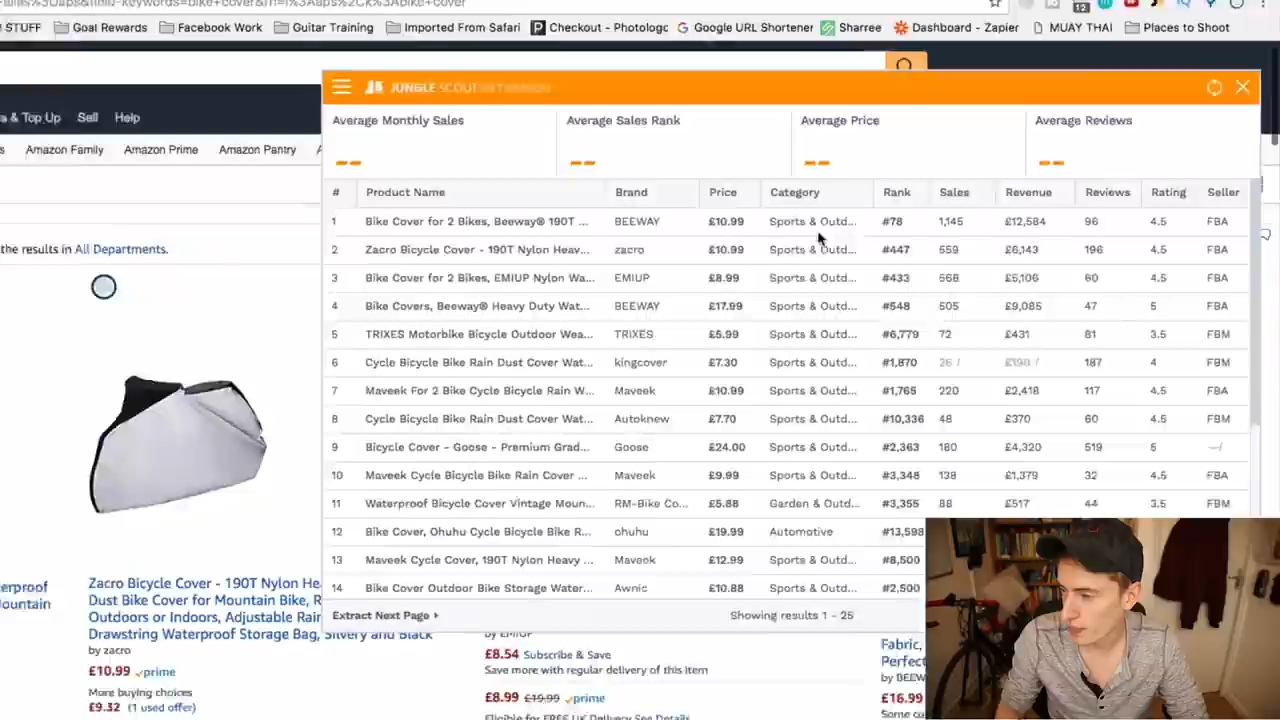 STUFF Goal Rewards Facebook Work Guitar Training Imported From Safari Checkout - Photologo Google URL Shortener Sharree Dashboard - Zapier MUAY THAI Places to Shoot
JUNGLE SCOUT
a & Top Up Sell Help
Amazon Family Amazon Prime Amazon Pantry
Average Monthly Sales Average Sales Rank Average Price Average Reviews
-- -- -- --
# Product Name Brand Price Category Rank Sales Revenue Reviews Rating Seller
1 Bike Cover for 2 Bikes, Beeway® 190T ... BEEWAY £10.99 Sports & Outd... #78 1,145 £12,584 96 4.5 FBA
the results in All Departments.
2 Zacro Bicycle Cover - 190T Nylon Heav... zacro £10.99 Sports & Outd... #447 559 £6,143 196 4.5 FBA
3 Bike Cover for 2 Bikes, EMIUP Nylon Wa... EMIUP £8.99 Sports & Outd... #433 568 £5,106 60 4.5 FBA
4 Bike Covers, Beeway® Heavy Duty Wat... BEEWAY £17.99 Sports & Outd... #548 505 £9,085 47 5 FBA
5 TRIXES Motorbike Bicycle Outdoor Wea... TRIXES £5.99 Sports & Outd... #6,779 72 £431 81 3.5 FBM
6 Cycle Bicycle Bike Rain Dust Cover Wat... kingcover £7.30 Sports & Outd... #1,870 187 4 FBM
7 Maveek For 2 Bike Cycle Bicycle Rain W... Maveek £10.99 Sports & Outd... #1,765 220 £2,418 117 4.5 FBA
8 Cycle Bicycle Bike Rain Dust Cover Wat... Autoknew £7.70 Sports & Outd... #10,336 48 £370 60 4.5 FBM
9 Bicycle Cover - Goose - Premium Grad... Goose £24.00 Sports & Outd... #2,363 180 £4,320 519 5
10 Maveek Cycle Bicycle Bike Rain Cover ... Maveek £9.99 Sports & Outd... #3,348 138 £1,379 32 4.5 FBA
11 Waterproof Bicycle Cover Vintage Moun... RM-Bike Co... £5.88 Garden & Outd... #3,355 88 £517 44 3.5 FBM
12 Bike Cover, Ohuhu Cycle Bicycle Bike R... ohuhu £19.99 Automotive #13,598
13 Maveek Cycle Cover, 190T Nylon Heavy ... Maveek £12.99 Sports & Outd... #8,500
14 Bike Cover Outdoor Bike Storage Water... Awnic £10.88 Sports & Outd... #2,500
Extract Next Page Showing results 1 - 25
erproof
ountain
Zacro Bicycle Cover - 190T Nylon He
Dust Bike Cover for Mountain Bike, R
Outdoors or Indoors, Adjustable Rain
Drawstring Waterproof Storage Bag, Silvery and Black
by zacro
£10.99 prime
More buying choices
£9.32 (1 used offer)
by EMIUP
£8.54 Subscribe & Save
Save more with regular delivery of this item
£8.99 £19.99 prime
Eligible for FREE UK Delivery See Details
Fabric,
Perfect
by BEEW
£16.99
Some co